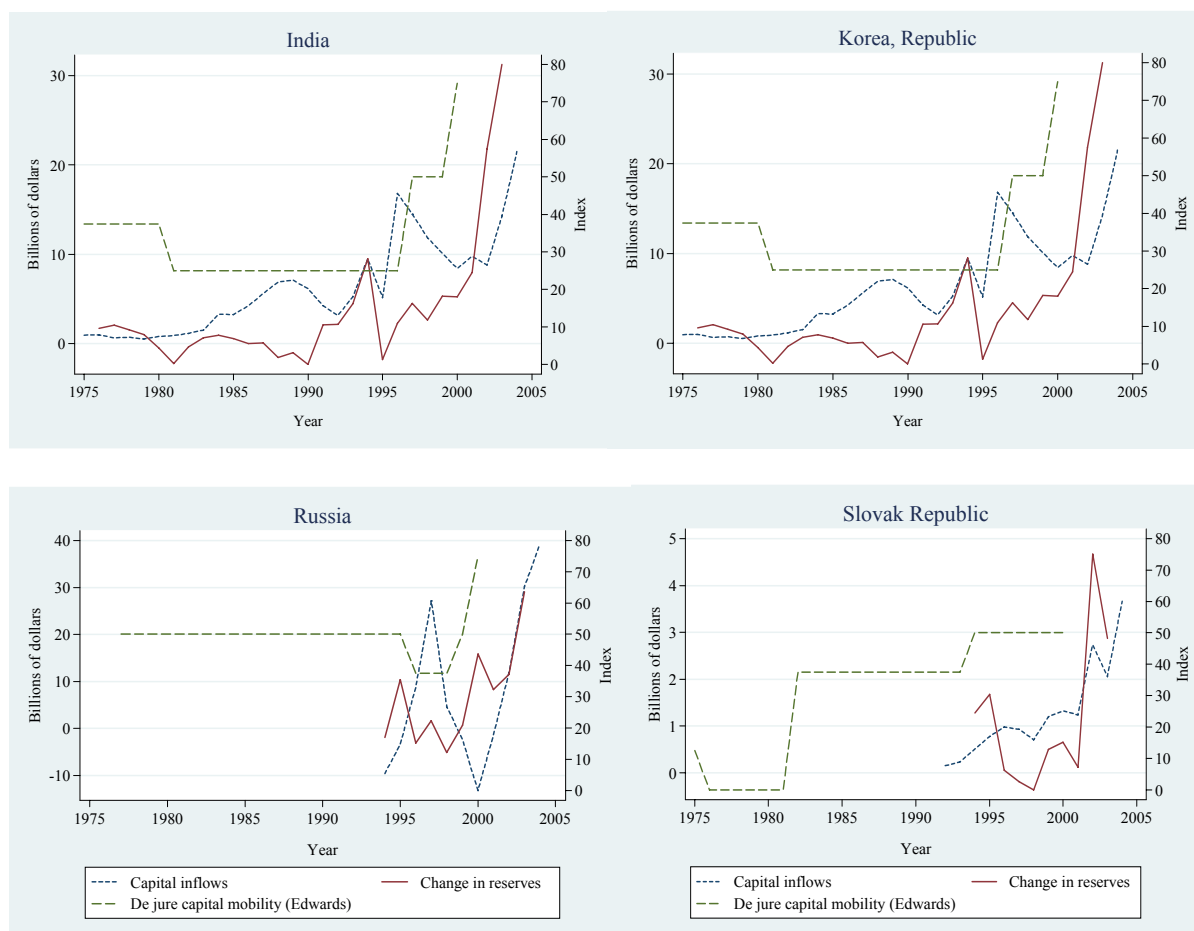 India
Billions of dollars
30
20
10
0
80
70
60
50
40
30
20
10
0
Index
1975 1980 1985 1990 1995 2000 2005
Year
Korea, Republic
Billions of dollars
30
20
10
0
80
70
60
50
40
30
20
10
0
Index
1975 1980 1985 1990 1995 2000 2005
Year
Russia
Billions of dollars
40
30
20
10
0
-10
80
70
60
50
40
30
20
10
0
Index
1975 1980 1985 1990 1995 2000 2005
Year
Capital inflows Change in reserves
De jure capital mobility (Edwards)
Slovak Republic
Billions of dollars
5
4
3
2
1
0
80
70
60
50
40
30
20
10
0
Index
1975 1980 1985 1990 1995 2000 2005
Year
Capital inflows Change in reserves
De jure capital mobility (Edwards)